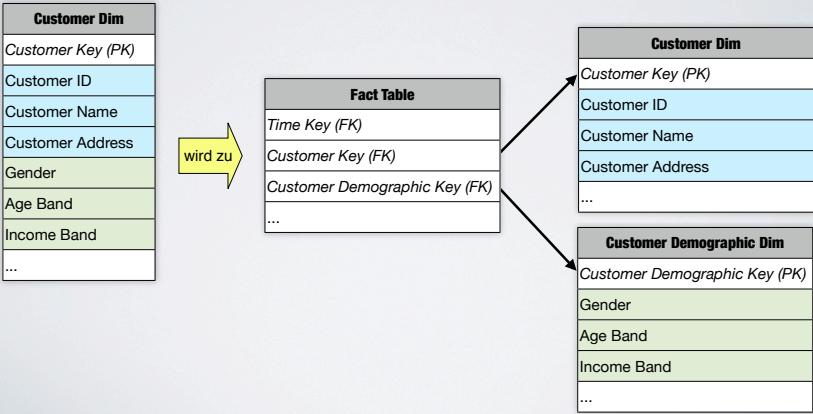 Customer Dim
Customer Key (PK)
Customer ID
Customer Name
Customer Address
Gender
Age Band
Income Band
...
wird zu
Fact Table
Time Key (FK)
Customer Key (FK)
Customer Demographic Key (FK)
...
Customer Dim
Customer Key (PK)
Customer ID
Customer Name
Customer Address
...
Customer Demographic Dim
Customer Demographic Key (PK)
Gender
Age Band
Income Band
...